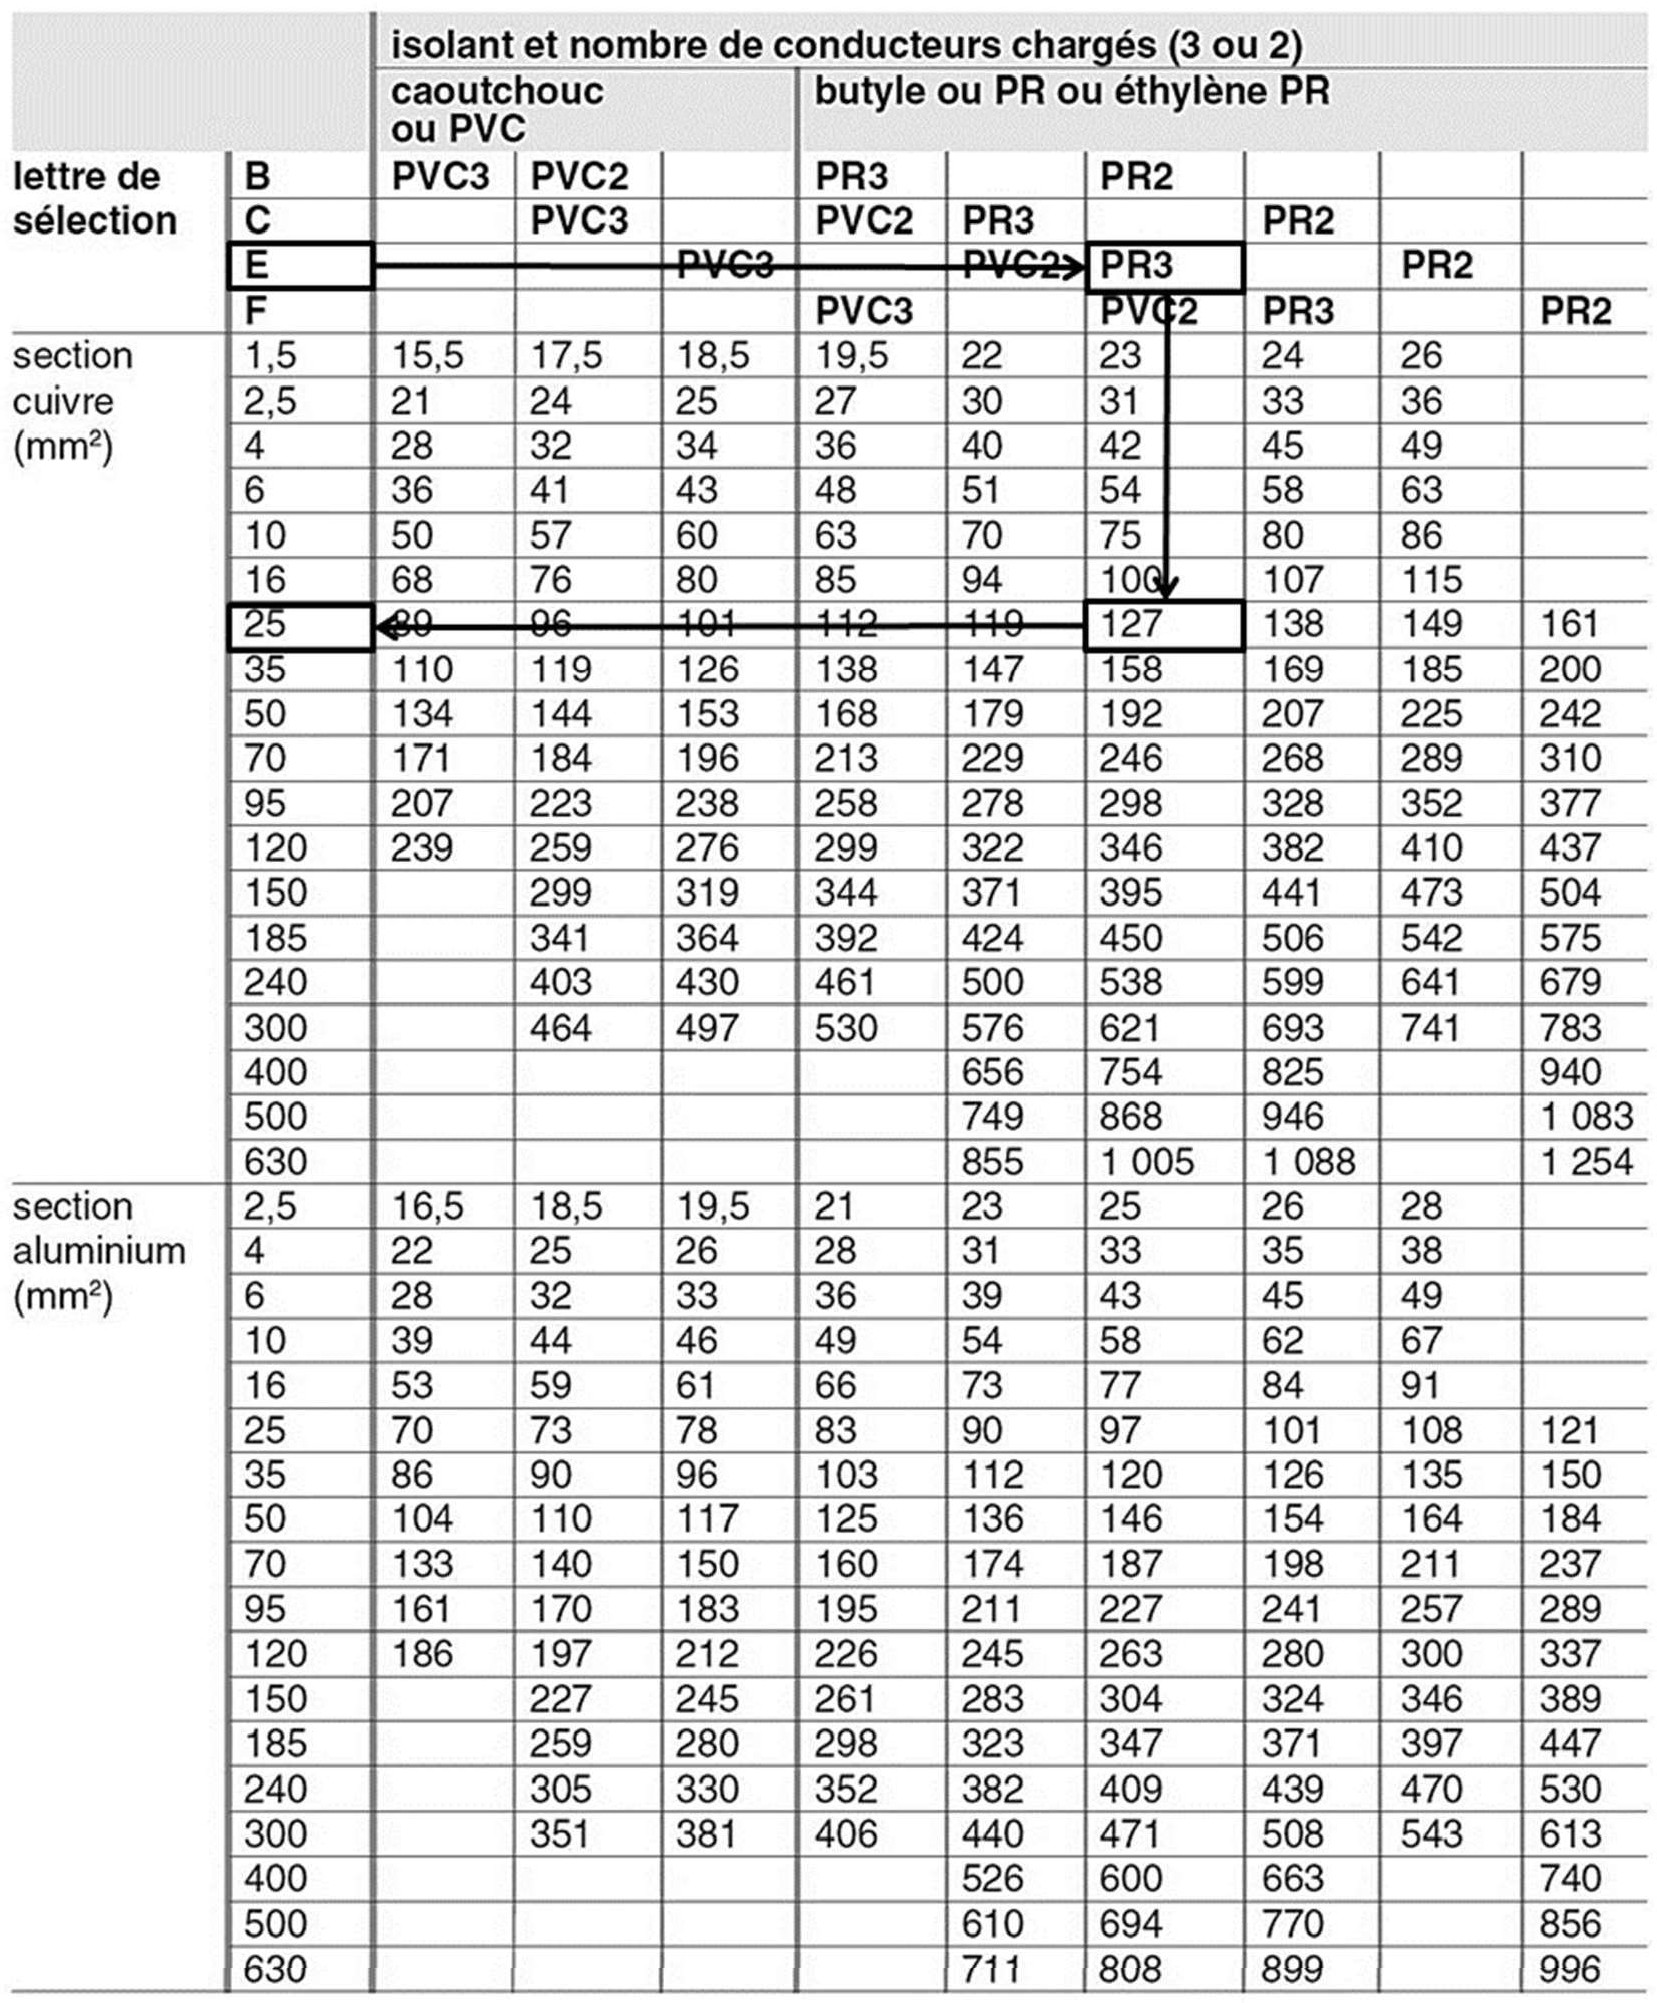 isolant et nombre de conducteurs chargés (3 ou 2)
caoutchouc butyle ou PR ou éthylène PR
ou PVC
lettre de B PVC3 PVC2 PR3 PR2
sélection C PVC3 PVC2 PR3 PR2
E PVC3 PVC2 PR3 PR2
F PVC3 PVC2 PR3 PR2
section 1,5 15,5 17,5 18,5 19,5 22 23 24 26
cuivre 2,5 21 24 25 27 30 31 33 36
(mm²) 4 28 32 34 36 40 42 45 49
6 36 41 43 48 51 54 58 63
10 50 57 60 63 70 75 80 86
16 68 76 80 85 94 100 107 115
25 89 96 101 112 119 127 138 149 161
35 110 119 126 138 147 158 169 185 200
50 134 144 153 168 179 192 207 225 242
70 171 184 196 213 229 246 268 289 310
95 207 223 238 258 278 298 328 352 377
120 239 259 276 299 322 346 382 410 437
150 299 319 344 371 395 441 473 504
185 341 364 392 424 450 506 542 575
240 403 430 461 500 538 599 641 679
300 464 497 530 576 621 693 741 783
400 656 754 825 940
500 749 868 946 1 083
630 855 1 005 1 088 1 254
section 2,5 16,5 18,5 19,5 21 23 25 26 28
aluminium 4 22 25 26 28 31 33 35 38
(mm²) 6 28 32 33 36 39 43 45 49
10 39 44 46 49 54 58 62 67
16 53 59 61 66 73 77 84 91
25 70 73 78 83 90 97 101 108 121
35 86 90 96 103 112 120 126 135 150
50 104 110 117 125 136 146 154 164 184
70 133 140 150 160 174 187 198 211 237
95 161 170 183 195 211 227 241 257 289
120 186 197 212 226 245 263 280 300 337
150 227 245 261 283 304 324 346 389
185 259 280 298 323 347 371 397 447
240 305 330 352 382 409 439 470 530
300 351 381 406 440 471 508 543 613
400 526 600 663 740
500 610 694 770 856
630 711 808 899 996